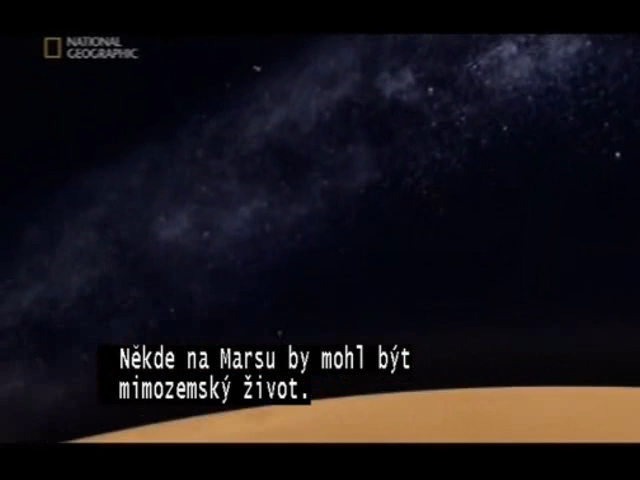 NATIONAL
GEOGRAPHIC
Někde na Marsu by mohl být
mimozemský život.